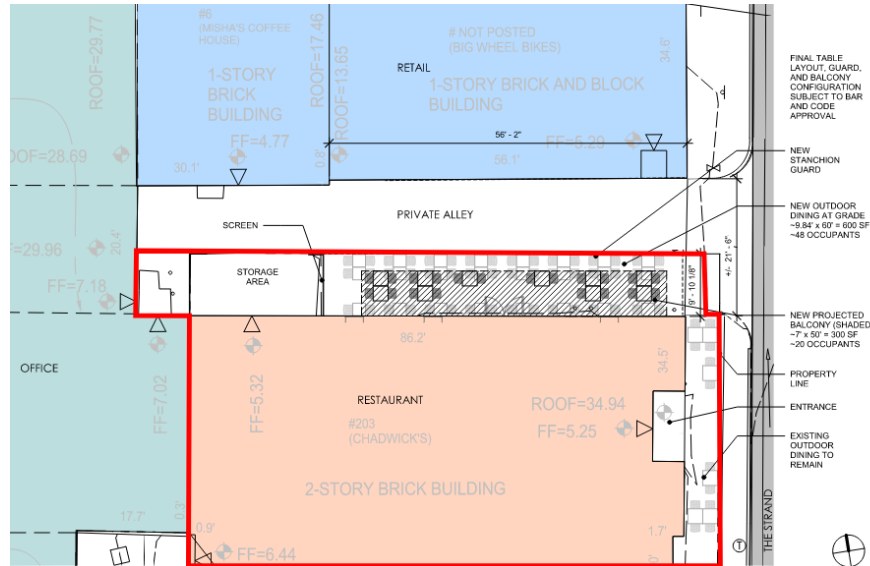 #6
(MISHA'S COFFEE
HOUSE)
1-STORY
BRICK
BUILDING
FF=4.77
30.1'
ROOF=29.77
ROOF=17.46
ROOF=13.65
0.8'
# NOT POSTED
(BIG WHEEL BIKES)
RETAIL
1-STORY BRICK AND BLOCK
BUILDING
34.6'
56' - 2"
FF=5.20
56.1'
OOF=28.69
F=29.96
20.4'
FF=7.18
PRIVATE ALLEY
SCREEN
STORAGE
AREA
+/- 21' - 6"
9' - 10 1/8"
86.2'
OFFICE
FF=7.02
FF=5.32
RESTAURANT
#203
(CHADWICK'S)
34.5'
ROOF=34.94
FF=5.25
2-STORY BRICK BUILDING
17.7'
0.3'
0.9'
FF=6.44
1.7'
T
THE STRAND
FINAL TABLE
LAYOUT, GUARD,
AND BALCONY
CONFIGURATION
SUBJECT TO BAR
AND CODE
APPROVAL
NEW
STANCHION
GUARD
NEW OUTDOOR
DINING AT GRADE
~9.84' x 60' = 600 SF
~48 OCCUPANTS
NEW PROJECTED
BALCONY (SHADED
~7' x 50' = 300 SF
~20 OCCUPANTS
PROPERTY
LINE
ENTRANCE
EXISTING
OUTDOOR
DINING TO
REMAIN